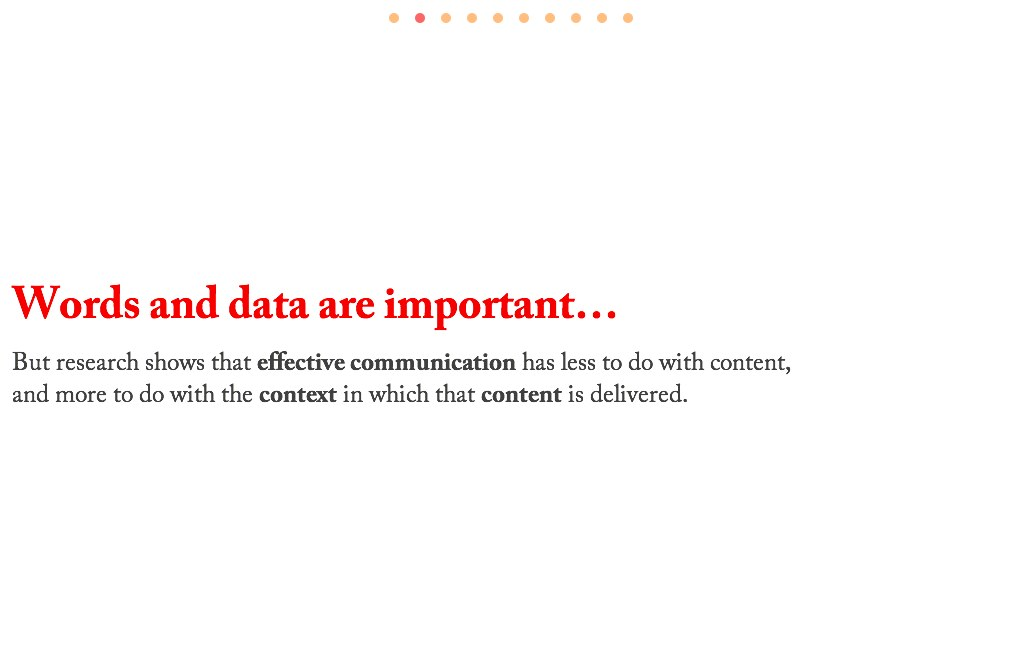 Words and data are important…
But research shows that effective communication has less to do with content,
and more to do with the context in which that content is delivered.